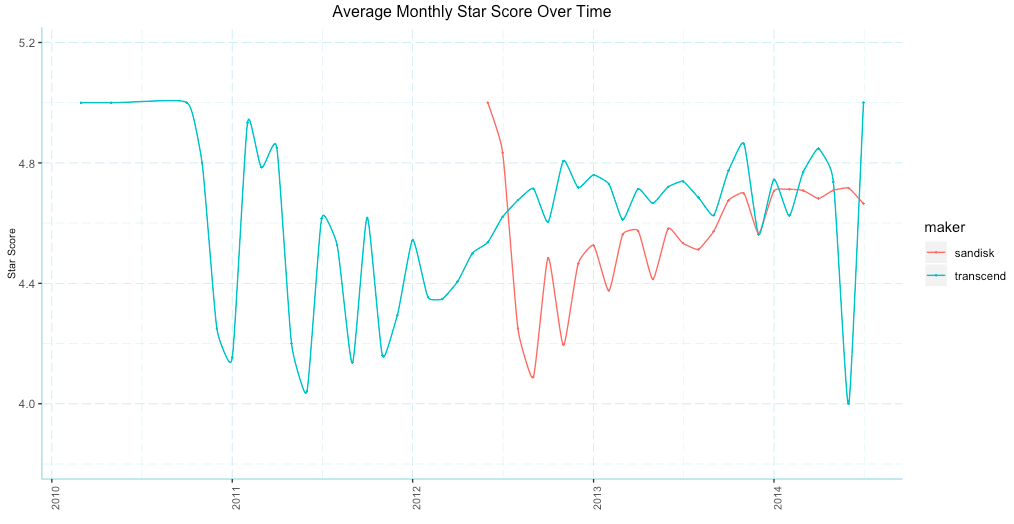 Average Monthly Star Score Over Time
5.2
4.8
4.4
4.0
Star Score
2010
2011
2012
2013
2014
maker
sandisk
transcend